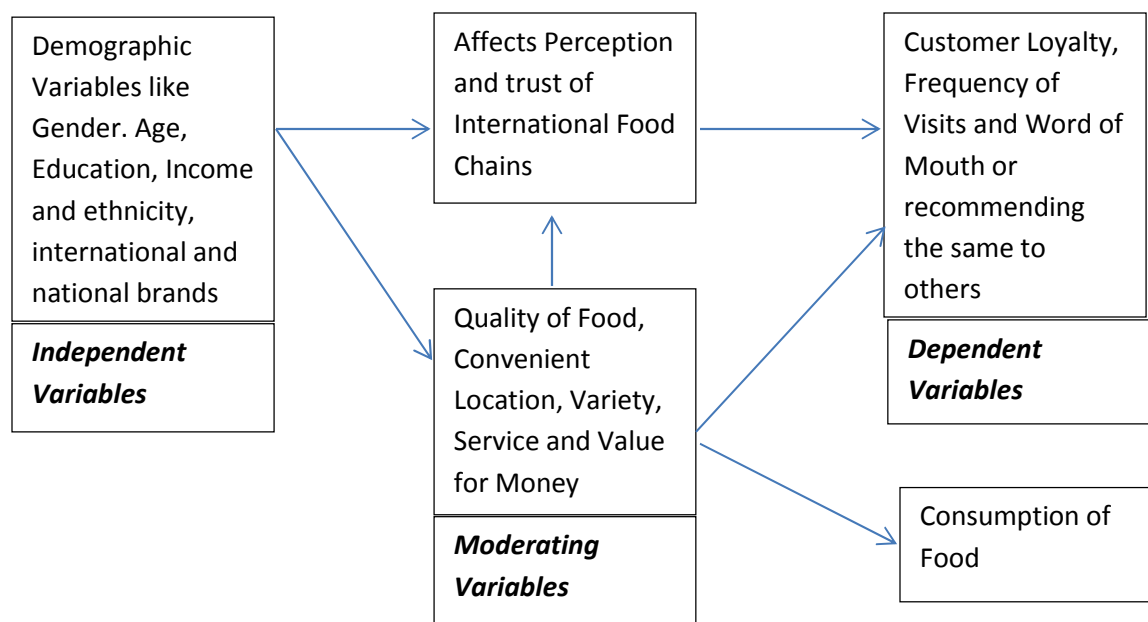 Demographic
Variables like
Gender. Age,
Education, Income
and ethnicity,
international and
national brands
Independent
Variables
Affects Perception
and trust of
International Food
Chains
Quality of Food,
Convenient
Location, Variety,
Service and Value
for Money
Moderating
Variables
Customer Loyalty,
Frequency of
Visits and Word of
Mouth or
recommending
the same to
others
Dependent
Variables
Consumption of
Food